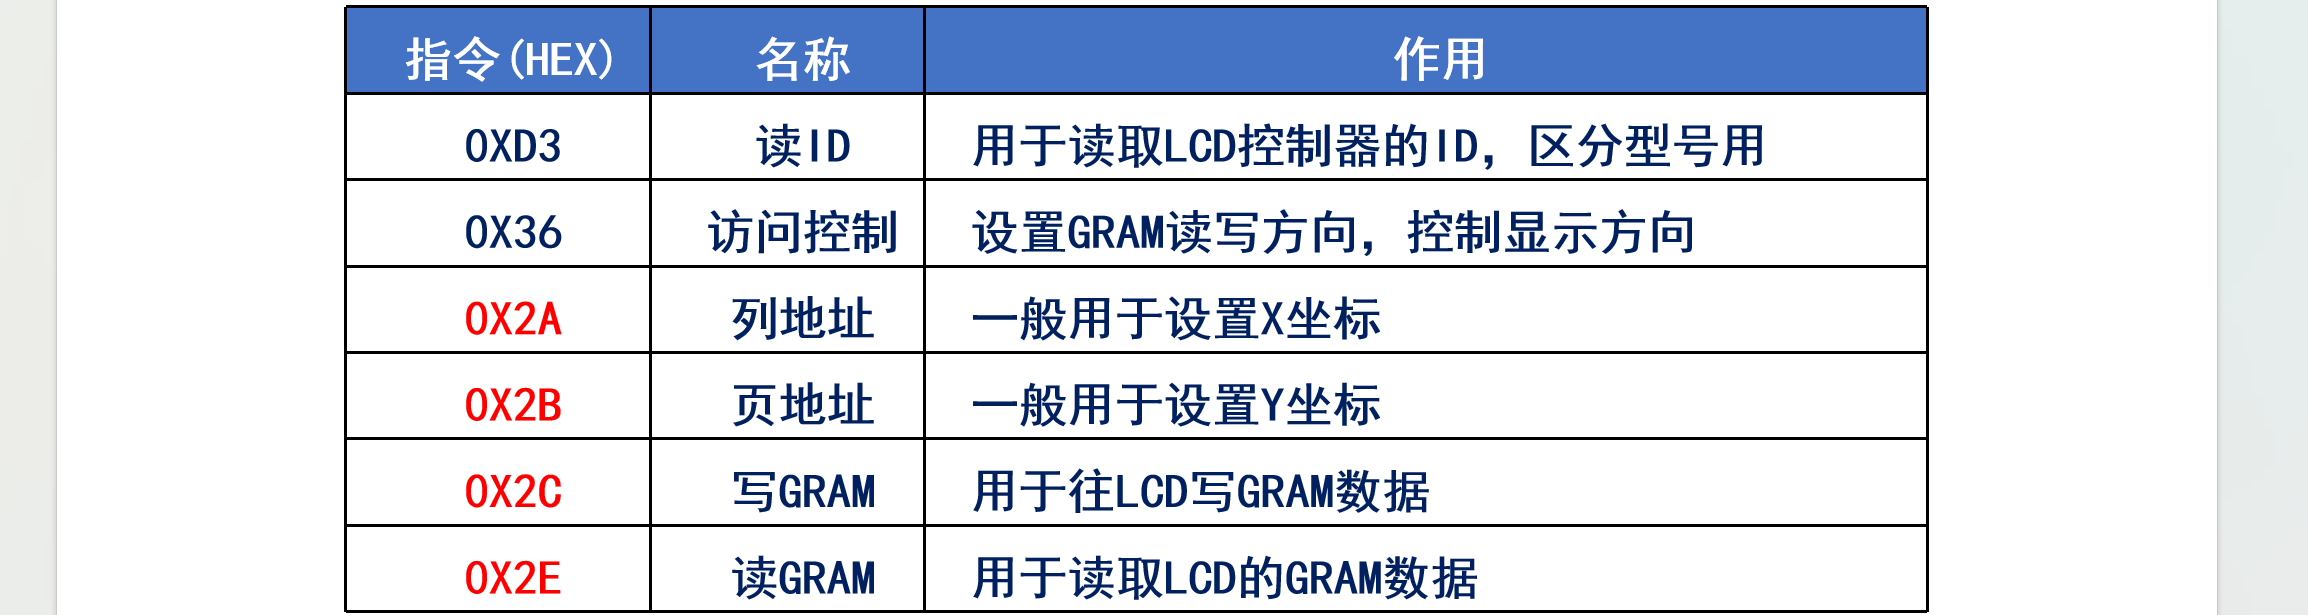 指令(HEX) 名称 作用
0XD3 读ID 用于读取LCD控制器的ID，区分型号用
0X36 访问控制 设置GRAM读写方向，控制显示方向
0X2A 列地址 一般用于设置X坐标
0X2B 页地址 一般用于设置Y坐标
0X2C 写GRAM 用于往LCD写GRAM数据
0X2E 读GRAM 用于读取LCD的GRAM数据